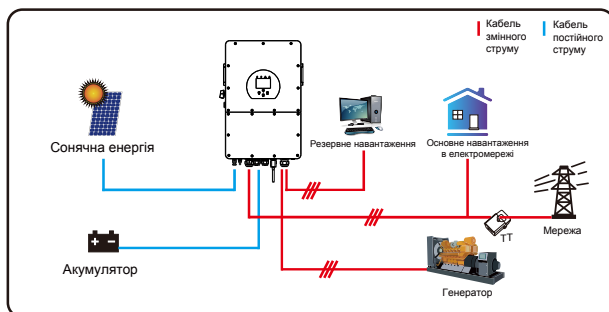 Кабель
змінного
струму
Кабель
постійного
струму
Сонячна енергія
Резервне навантаження
Основне навантаження
в електромережі
ТТ
Мережа
Акумулятор
Генератор